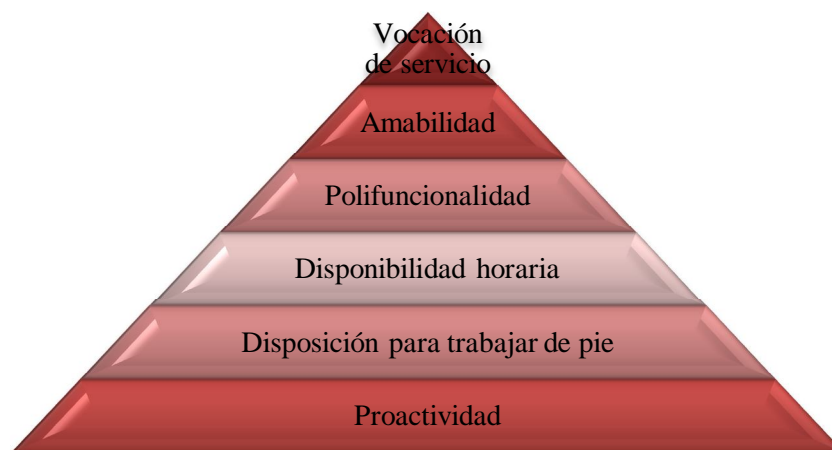 Vocación
de servicio
Amabilidad
Polifuncionalidad
Disponibilidad horaria
Disposición para trabajar de pie
Proactividad